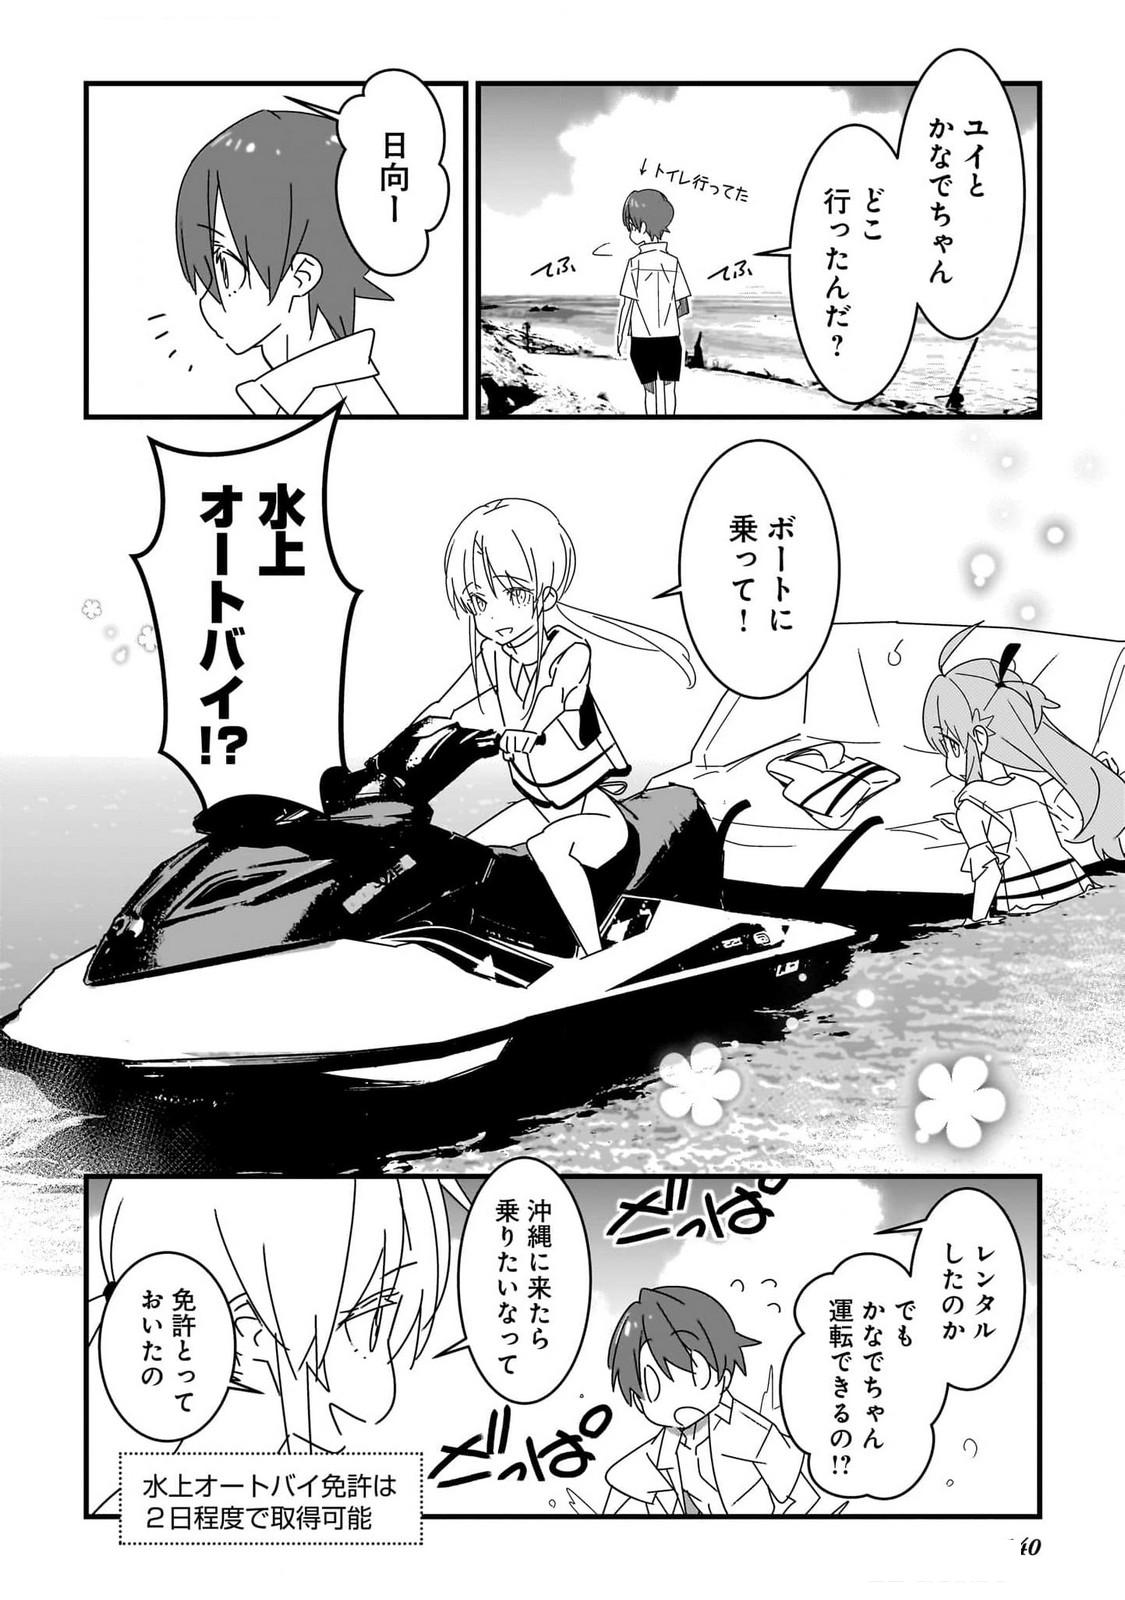 ユイと
かなでちゃん
どこ
行ったんだ？
↓トイレ行ってた
てふ
てふ
日向ー
ボートに
乗って！
水上
オートバイ!?
レンタル
したのか
でも
かなでちゃん
運転できるの!?
ざっぱ
ざっぱ
沖縄に来たら
乗りたいなって
免許とって
おいたの
水上オートバイ免許は
２日程度で取得可能